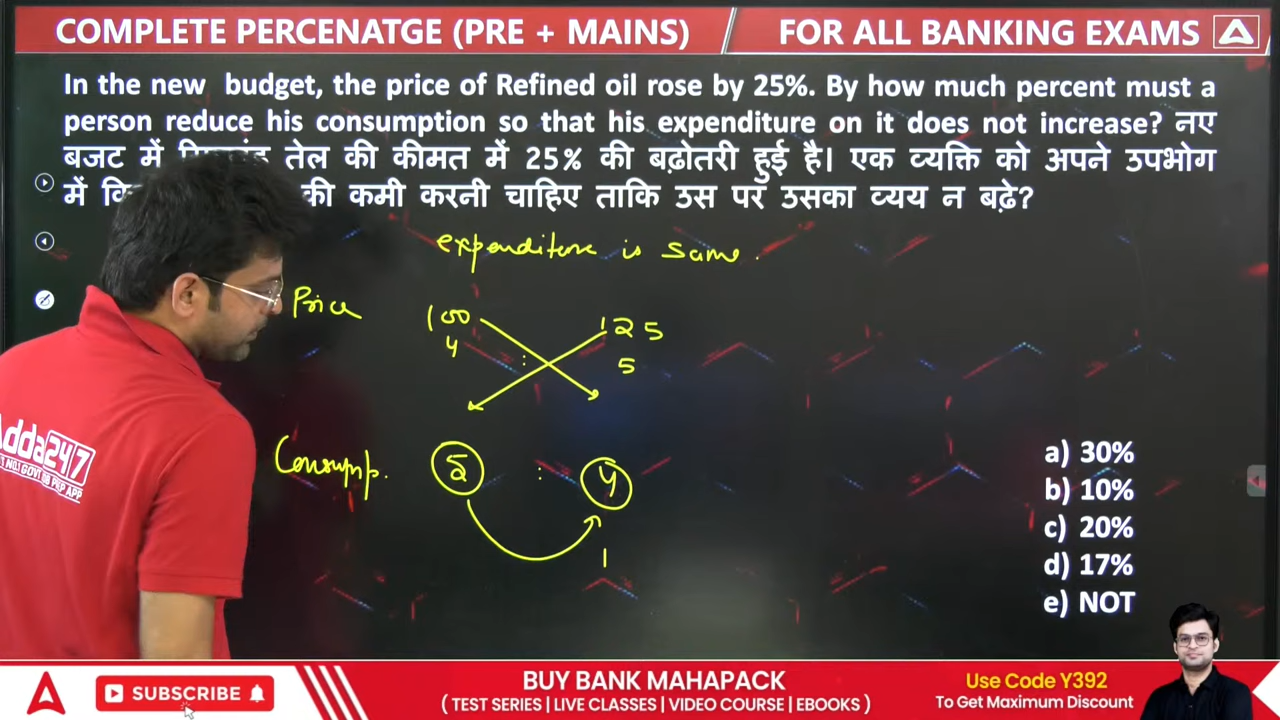 COMPLETE PERCENATGE (PRE + MAINS)
FOR ALL BANKING EXAMS
In the new budget, the price of Refined oil rose by 25%. By how much percent must a
person reduce his consumption so that his expenditure on it does not increase? नए
बजट में तेल की कीमत में 25% की बढ़ोतरी हुई है। एक व्यक्ति को अपने उपभोग
में की कमी करनी चाहिए ताकि उस पर उसका व्यय न बढ़े?
expenditure is same.
Price 100 125
4 : 5
Consump. 5 : 4
1
a) 30%
b) 10%
c) 20%
d) 17%
e) NOT
Adda247
SUBSCRIBE
BUY BANK MAHAPACK
( TEST SERIES | LIVE CLASSES | VIDEO COURSE | EBOOKS )
Use Code Y392
To Get Maximum Discount